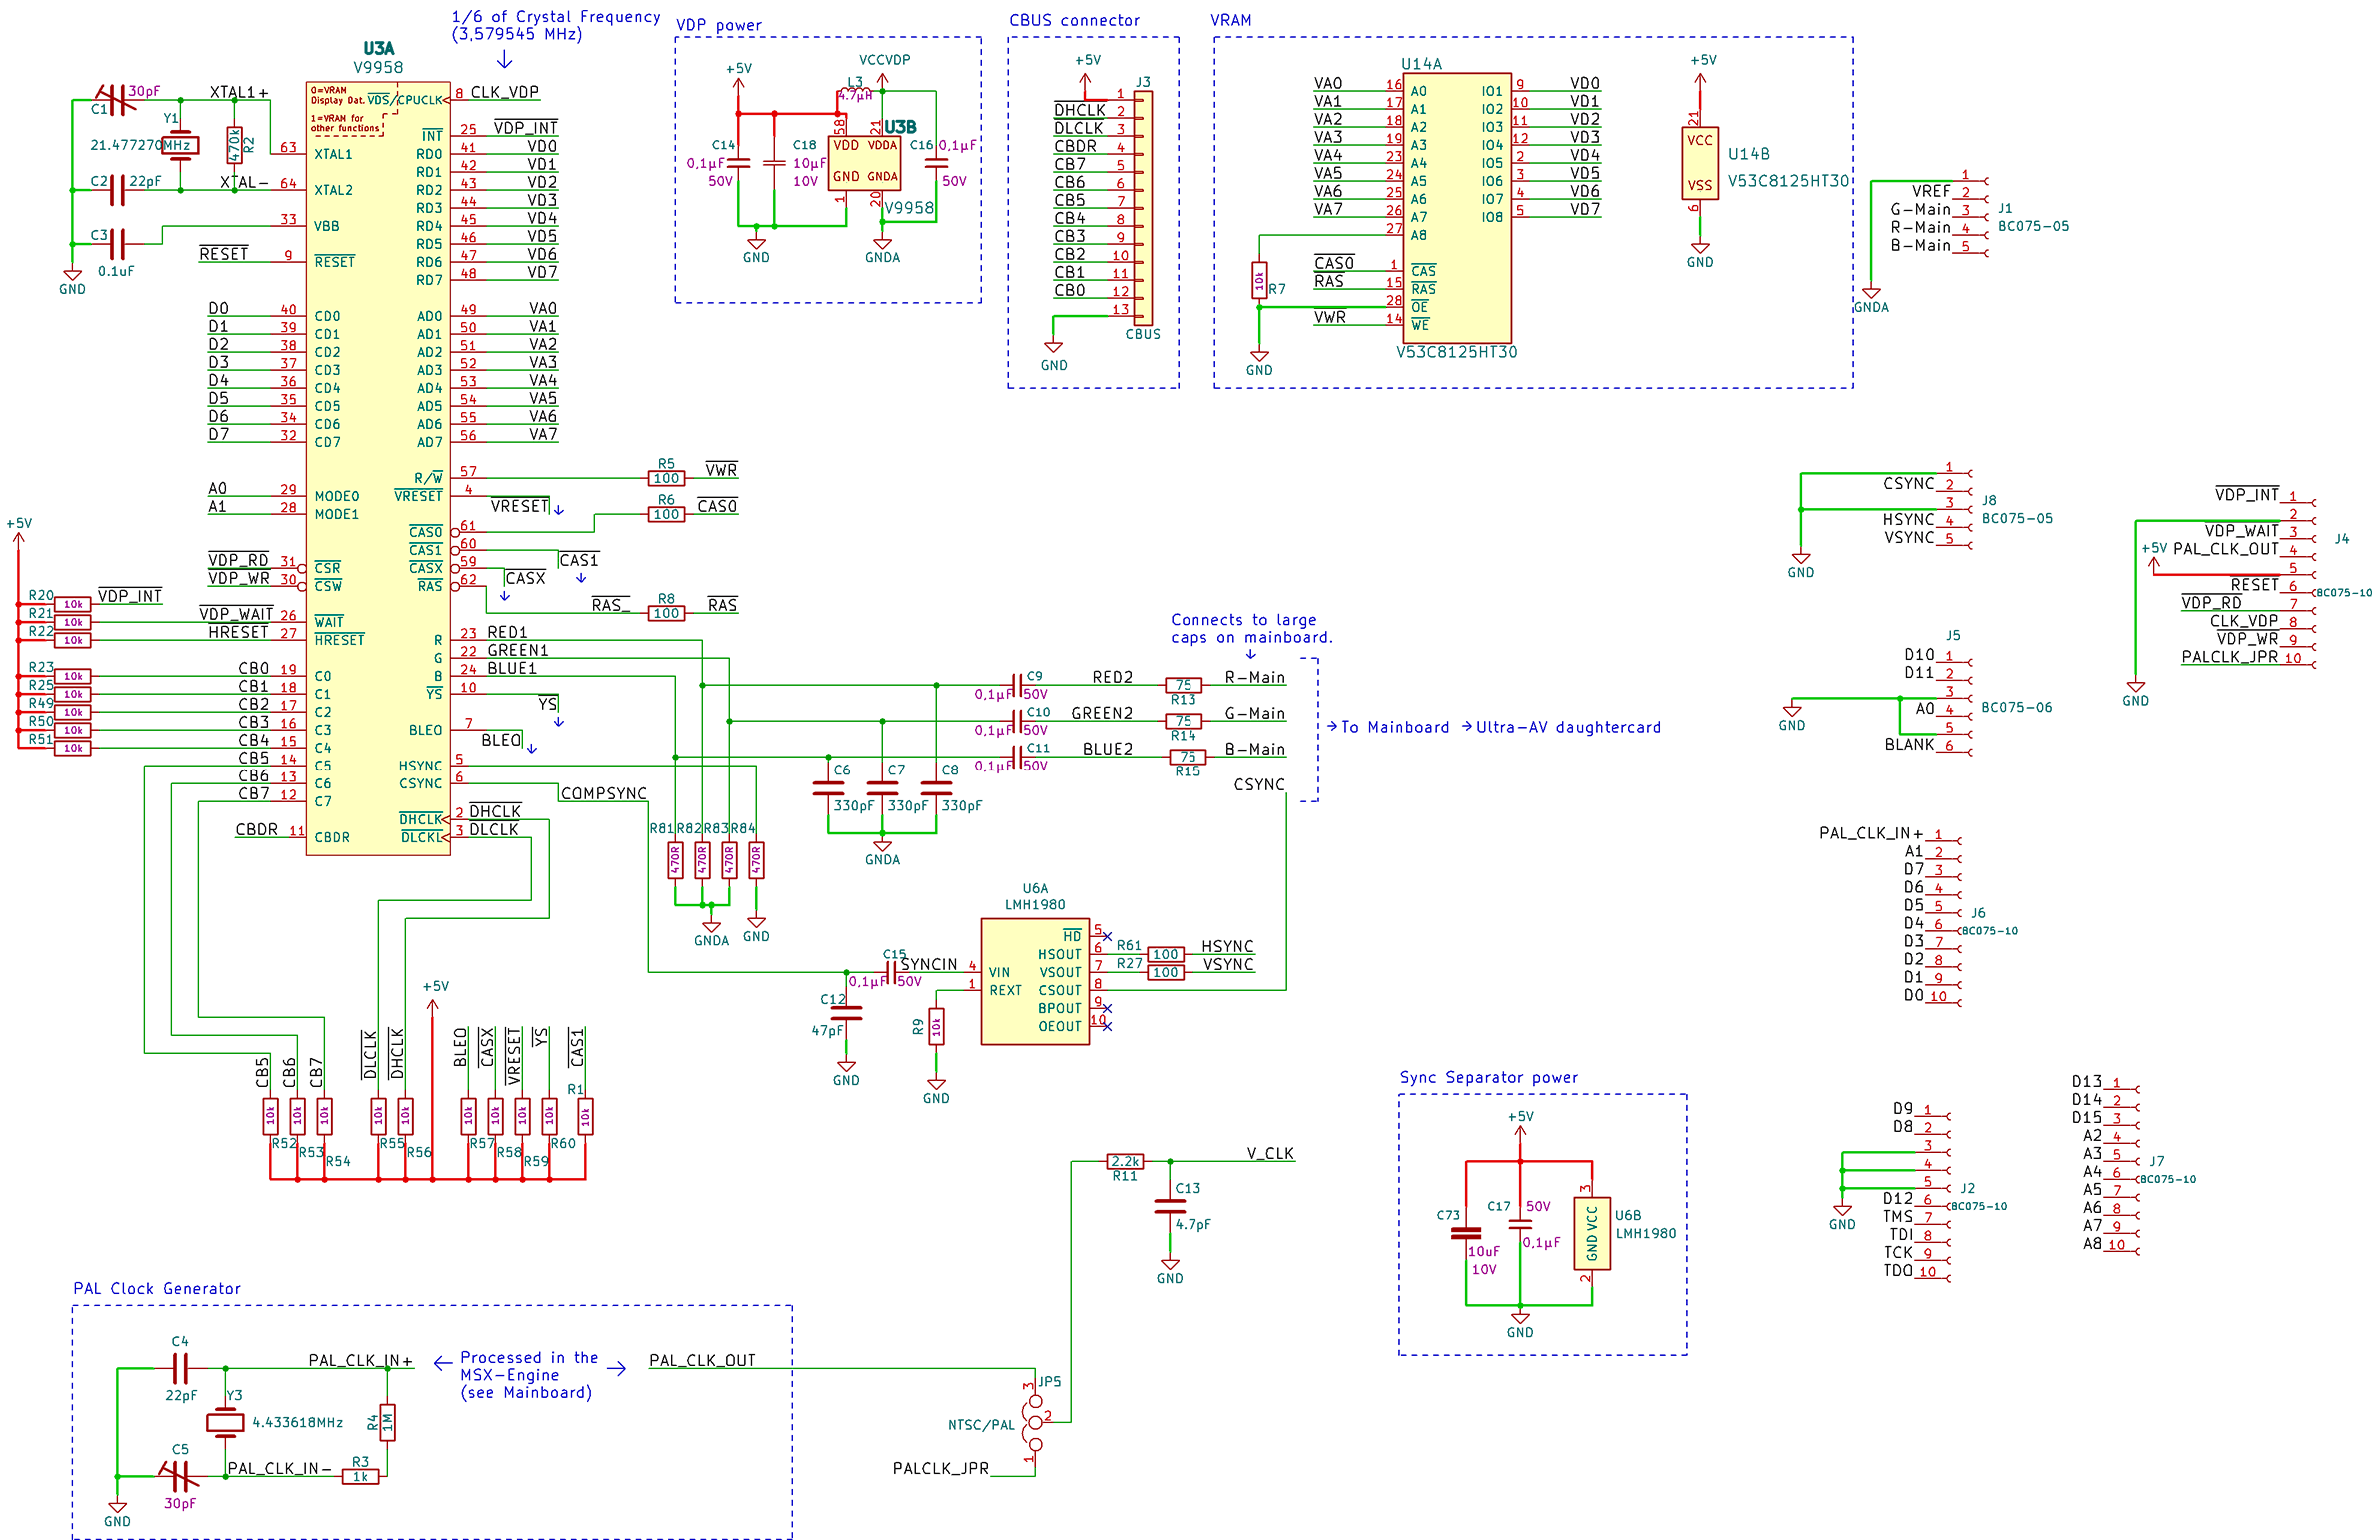 1/6 of Crystal Frequency
(3,579545 MHz)
U3A
V9958
0=VRAM
Display Dat.
1=VRAM for
other functions
VDS/CPUCLK
8
CLK_VDP
30pF
C1
XTAL1+
Y1
21.477270MHz
470k
R2
C2
22pF
XTAL-
C3
0.1uF
GND
63 XTAL1
64 XTAL2
33 VBB
RESET 9 RESET
D0 40 CD0
D1 39 CD1
D2 38 CD2
D3 37 CD3
D4 36 CD4
D5 35 CD5
D6 34 CD6
D7 32 CD7
A0 29 MODE0
A1 28 MODE1
VDP_RD 31 CSR
VDP_WR 30 CSW
VDP_WAIT 26 WAIT
HRESET 27 HRESET
CB0 19 C0
CB1 18 C1
CB2 17 C2
CB3 16 C3
CB4 15 C4
CB5 14 C5
CB6 13 C6
CB7 12 C7
CBDR 11 CBDR
INT 25 VDP_INT
RD0 41 VD0
RD1 42 VD1
RD2 43 VD2
RD3 44 VD3
RD4 45 VD4
RD5 46 VD5
RD6 47 VD6
RD7 48 VD7
AD0 49 VA0
AD1 50 VA1
AD2 51 VA2
AD3 52 VA3
AD4 53 VA4
AD5 54 VA5
AD6 55 VA6
AD7 56 VA7
R/W 57
VRESET 4 VRESET
CAS0 61
CAS1 60 CAS1
CASX 59 CASX
RAS 62
R 23 RED1
G 22 GREEN1
B 24 BLUE1
YS 10 YS
BLEO 7 BLEO
HSYNC 5
CSYNC 6 COMPSYNC
DHCLK 2 DHCLK
DLCKL 3 DLCLK
R5 100 VWR
R6 100 CAS0
RAS_ R8 100 RAS
+5V
R20 10k VDP_INT
R21 10k
R22 10k
R23 10k
R25 10k
R49 10k
R50 10k
R51 10k
VDP power
+5V
VCCVDP
L3
4.7µH
U3B
C14
0,1µF
50V
C18
10µF
10V
58 21
VDD VDDA
GND GNDA
1 20
V9958
C16
0,1µF
50V
GND
GNDA
CBUS connector
+5V
J3
1
DHCLK 2
DLCLK 3
CBDR 4
CB7 5
CB6 6
CB5 7
CB4 8
CB3 9
CB2 10
CB1 11
CB0 12
13
CBUS
GND
VRAM
U14A
VA0 16 A0 IO1 9 VD0
VA1 17 A1 IO2 10 VD1
VA2 18 A2 IO3 11 VD2
VA3 19 A3 IO4 12 VD3
VA4 23 A4 IO5 2 VD4
VA5 24 A5 IO6 3 VD5
VA6 25 A6 IO7 4 VD6
VA7 26 A7 IO8 5 VD7
27 A8
CAS0 1 CAS
RAS 15 RAS
28 OE
VWR 14 WE
10k
R7
V53C8125HT30
GND
+5V
21
VCC
VSS
6
U14B
V53C8125HT30
GND
1
VREF 2
G-Main 3
R-Main 4
B-Main 5
J1
BC075-05
GNDA
1
CSYNC 2
3
HSYNC 4
VSYNC 5
J8
BC075-05
GND
VDP_INT 1
2
VDP_WAIT 3
PAL_CLK_OUT 4
+5V 5
RESET 6
VDP_RD 7
CLK_VDP 8
VDP_WR 9
PALCLK_JPR 10
J4
BC075-10
GND
J5
D10 1
D11 2
3
A0 4
5
BLANK 6
BC075-06
GND
Connects to large
caps on mainboard.
C9
0,1µF 50V
RED2
75
R13
R-Main
C10
0,1µF 50V
GREEN2
75
R14
G-Main
C11
0,1µF 50V
BLUE2
75
R15
B-Main
To Mainboard
Ultra-AV daughtercard
CSYNC
C6
330pF
C7
330pF
C8
330pF
GNDA
R81 R82 R83 R84
470R 470R 470R 470R
GNDA
GND
U6A
LMH1980
C15
SYNCIN
0,1µF 50V
4 VIN
1 REXT
HD 5
HSOUT 6
VSOUT 7
CSOUT 8
BPOUT 9
OEOUT 10
R61 100 HSYNC
R27 100 VSYNC
C12
47pF
GND
R9
10k
GND
PAL_CLK_IN+ 1
A1 2
D7 3
D6 4
D5 5
D4 6
D3 7
D2 8
D1 9
D0 10
J6
BC075-10
+5V
CB5 CB6 CB7 DLCLK DHCLK BLEO CASX VRESET YS CAS1
10k 10k 10k 10k 10k 10k 10k 10k 10k 10k
R52 R53 R54 R55 R56 R57 R58 R59 R60 R1
2.2k
R11
V_CLK
C13
4.7pF
GND
Sync Separator power
+5V
C73
10uF
10V
C17
50V
0,1µF
3
VCC
GND
2
U6B
LMH1980
GND
D9 1
D8 2
3
4
5
D12 6
TMS 7
TDI 8
TCK 9
TDO 10
J2
BC075-10
GND
D13 1
D14 2
D15 3
A2 4
A3 5
A4 6
A5 7
A6 8
A7 9
A8 10
J7
BC075-10
PAL Clock Generator
C4
22pF
PAL_CLK_IN+
Y3
4.433618MHz
R4
1M
C5
30pF
PAL_CLK_IN-
R3
1k
GND
Processed in the
MSX-Engine
(see Mainboard)
PAL_CLK_OUT
JP5
3
2
1
NTSC/PAL
PALCLK_JPR